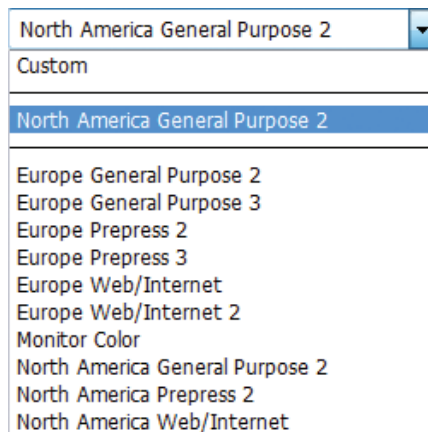 North America General Purpose 2
Custom
North America General Purpose 2
Europe General Purpose 2
Europe General Purpose 3
Europe Prepress 2
Europe Prepress 3
Europe Web/Internet
Europe Web/Internet 2
Monitor Color
North America General Purpose 2
North America Prepress 2
North America Web/Internet